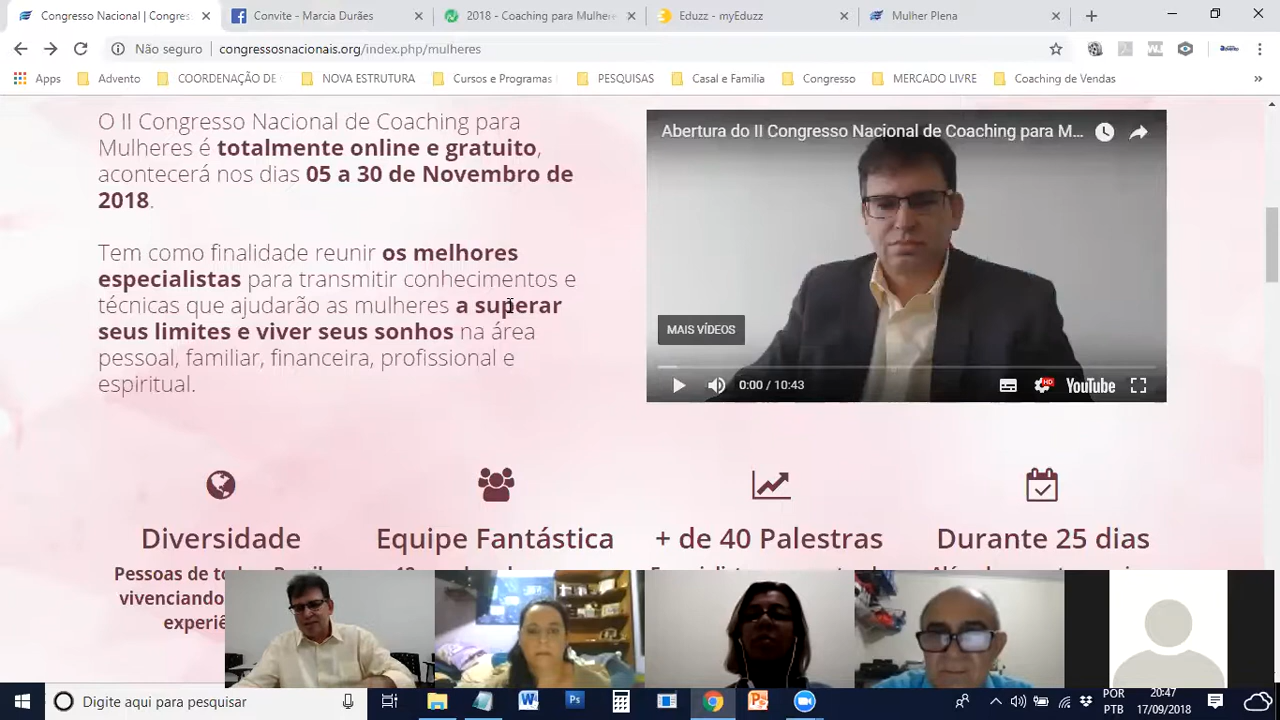 Congresso Nacional | Congres
Convite - Marcia Durães
2018 - Coaching para Mulhere
Eduzz - myEduzz
Mulher Plena
Não seguro
congressosnacionais.org/index.php/mulheres
Apps
Advento
COORDENAÇÃO DE
NOVA ESTRUTURA
Cursos e Programas
PESQUISAS
Casal e Familia
Congresso
MERCADO LIVRE
Coaching de Vendas
O II Congresso Nacional de Coaching para
Mulheres é totalmente online e gratuito,
acontecerá nos dias 05 a 30 de Novembro de
2018.
Tem como finalidade reunir os melhores
especialistas para transmitir conhecimentos e
técnicas que ajudarão as mulheres a superar
seus limites e viver seus sonhos na área
pessoal, familiar, financeira, profissional e
espiritual.
Abertura do II Congresso Nacional de Coaching para M...
MAIS VÍDEOS
0:00 / 10:43
HD
YouTube
Diversidade
Equipe Fantástica
+ de 40 Palestras
Durante 25 dias
Pessoas de
vivenciando
Digite aqui para pesquisar
POR
PTB
20:47
17/09/2018